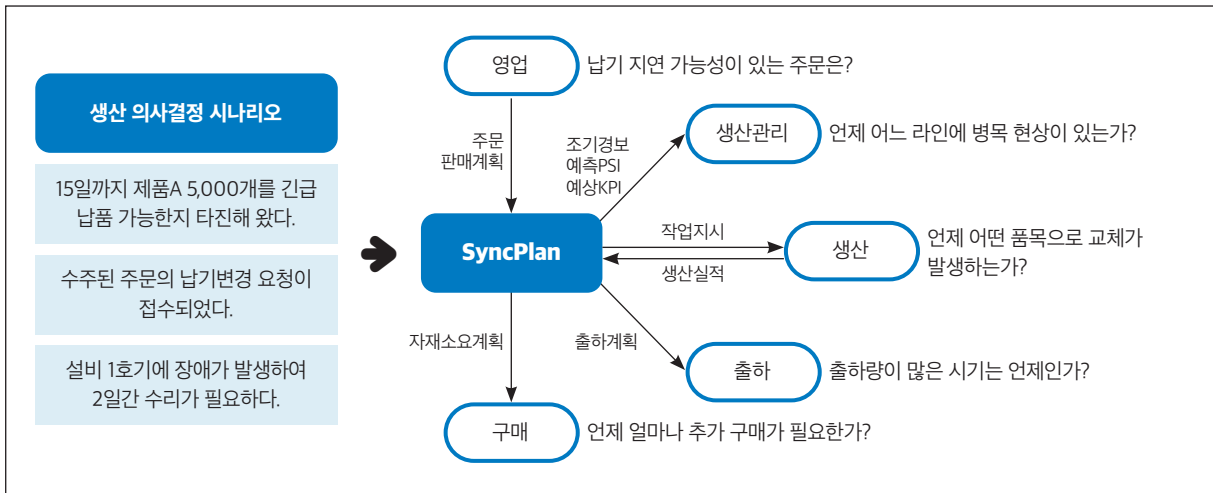 생산 의사결정 시나리오
15일까지 제품A 5,000개를 긴급
납품 가능한지 타진해 왔다.
수주된 주문의 납기변경 요청이
접수되었다.
설비 1호기에 장애가 발생하여
2일간 수리가 필요하다.
영업
납기 지연 가능성이 있는 주문은?
주문
판매계획
조기경보
예측PSI
예상KPI
생산관리
언제 어느 라인에 병목 현상이 있는가?
SyncPlan
작업지시
생산실적
생산
언제 어떤 품목으로 교체가
발생하는가?
자재소요계획
출하계획
출하
출하량이 많은 시기는 언제인가?
구매
언제 얼마나 추가 구매가 필요한가?